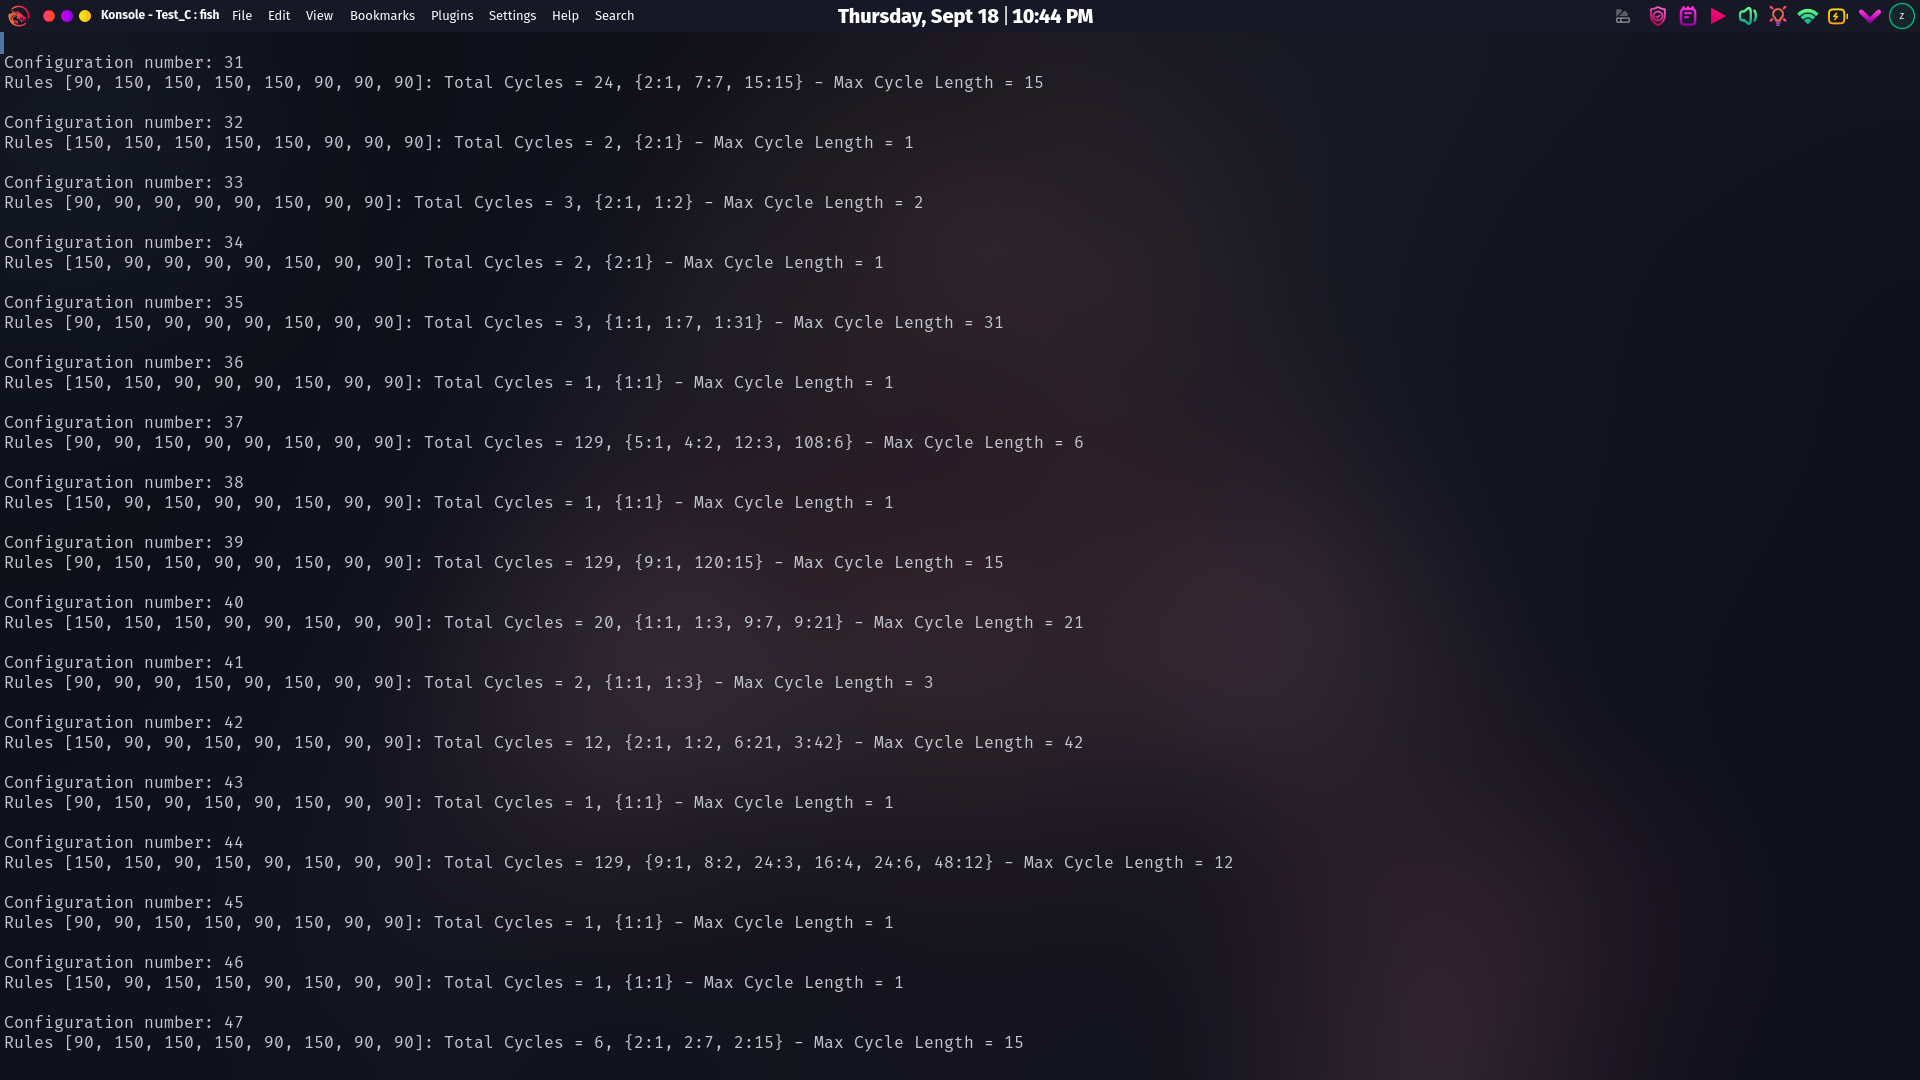 Konsole - Test_C : fish File Edit View Bookmarks Plugins Settings Help Search Thursday, Sept 18 | 10:44 PM z
Configuration number: 31
Rules [90, 150, 150, 150, 150, 90, 90, 90]: Total Cycles = 24, {2:1, 7:7, 15:15} - Max Cycle Length = 15
Configuration number: 32
Rules [150, 150, 150, 150, 150, 90, 90, 90]: Total Cycles = 2, {2:1} - Max Cycle Length = 1
Configuration number: 33
Rules [90, 90, 90, 90, 90, 150, 90, 90]: Total Cycles = 3, {2:1, 1:2} - Max Cycle Length = 2
Configuration number: 34
Rules [150, 90, 90, 90, 90, 150, 90, 90]: Total Cycles = 2, {2:1} - Max Cycle Length = 1
Configuration number: 35
Rules [90, 150, 90, 90, 90, 150, 90, 90]: Total Cycles = 3, {1:1, 1:7, 1:31} - Max Cycle Length = 31
Configuration number: 36
Rules [150, 150, 90, 90, 90, 150, 90, 90]: Total Cycles = 1, {1:1} - Max Cycle Length = 1
Configuration number: 37
Rules [90, 90, 150, 90, 90, 150, 90, 90]: Total Cycles = 129, {5:1, 4:2, 12:3, 108:6} - Max Cycle Length = 6
Configuration number: 38
Rules [150, 90, 150, 90, 90, 150, 90, 90]: Total Cycles = 1, {1:1} - Max Cycle Length = 1
Configuration number: 39
Rules [90, 150, 150, 90, 90, 150, 90, 90]: Total Cycles = 129, {9:1, 120:15} - Max Cycle Length = 15
Configuration number: 40
Rules [150, 150, 150, 90, 90, 150, 90, 90]: Total Cycles = 20, {1:1, 1:3, 9:7, 9:21} - Max Cycle Length = 21
Configuration number: 41
Rules [90, 90, 90, 150, 90, 150, 90, 90]: Total Cycles = 2, {1:1, 1:3} - Max Cycle Length = 3
Configuration number: 42
Rules [150, 90, 90, 150, 90, 150, 90, 90]: Total Cycles = 12, {2:1, 1:2, 6:21, 3:42} - Max Cycle Length = 42
Configuration number: 43
Rules [90, 150, 90, 150, 90, 150, 90, 90]: Total Cycles = 1, {1:1} - Max Cycle Length = 1
Configuration number: 44
Rules [150, 150, 90, 150, 90, 150, 90, 90]: Total Cycles = 129, {9:1, 8:2, 24:3, 16:4, 24:6, 48:12} - Max Cycle Length = 12
Configuration number: 45
Rules [90, 90, 150, 150, 90, 150, 90, 90]: Total Cycles = 1, {1:1} - Max Cycle Length = 1
Configuration number: 46
Rules [150, 90, 150, 150, 90, 150, 90, 90]: Total Cycles = 1, {1:1} - Max Cycle Length = 1
Configuration number: 47
Rules [90, 150, 150, 150, 90, 150, 90, 90]: Total Cycles = 6, {2:1, 2:7, 2:15} - Max Cycle Length = 15